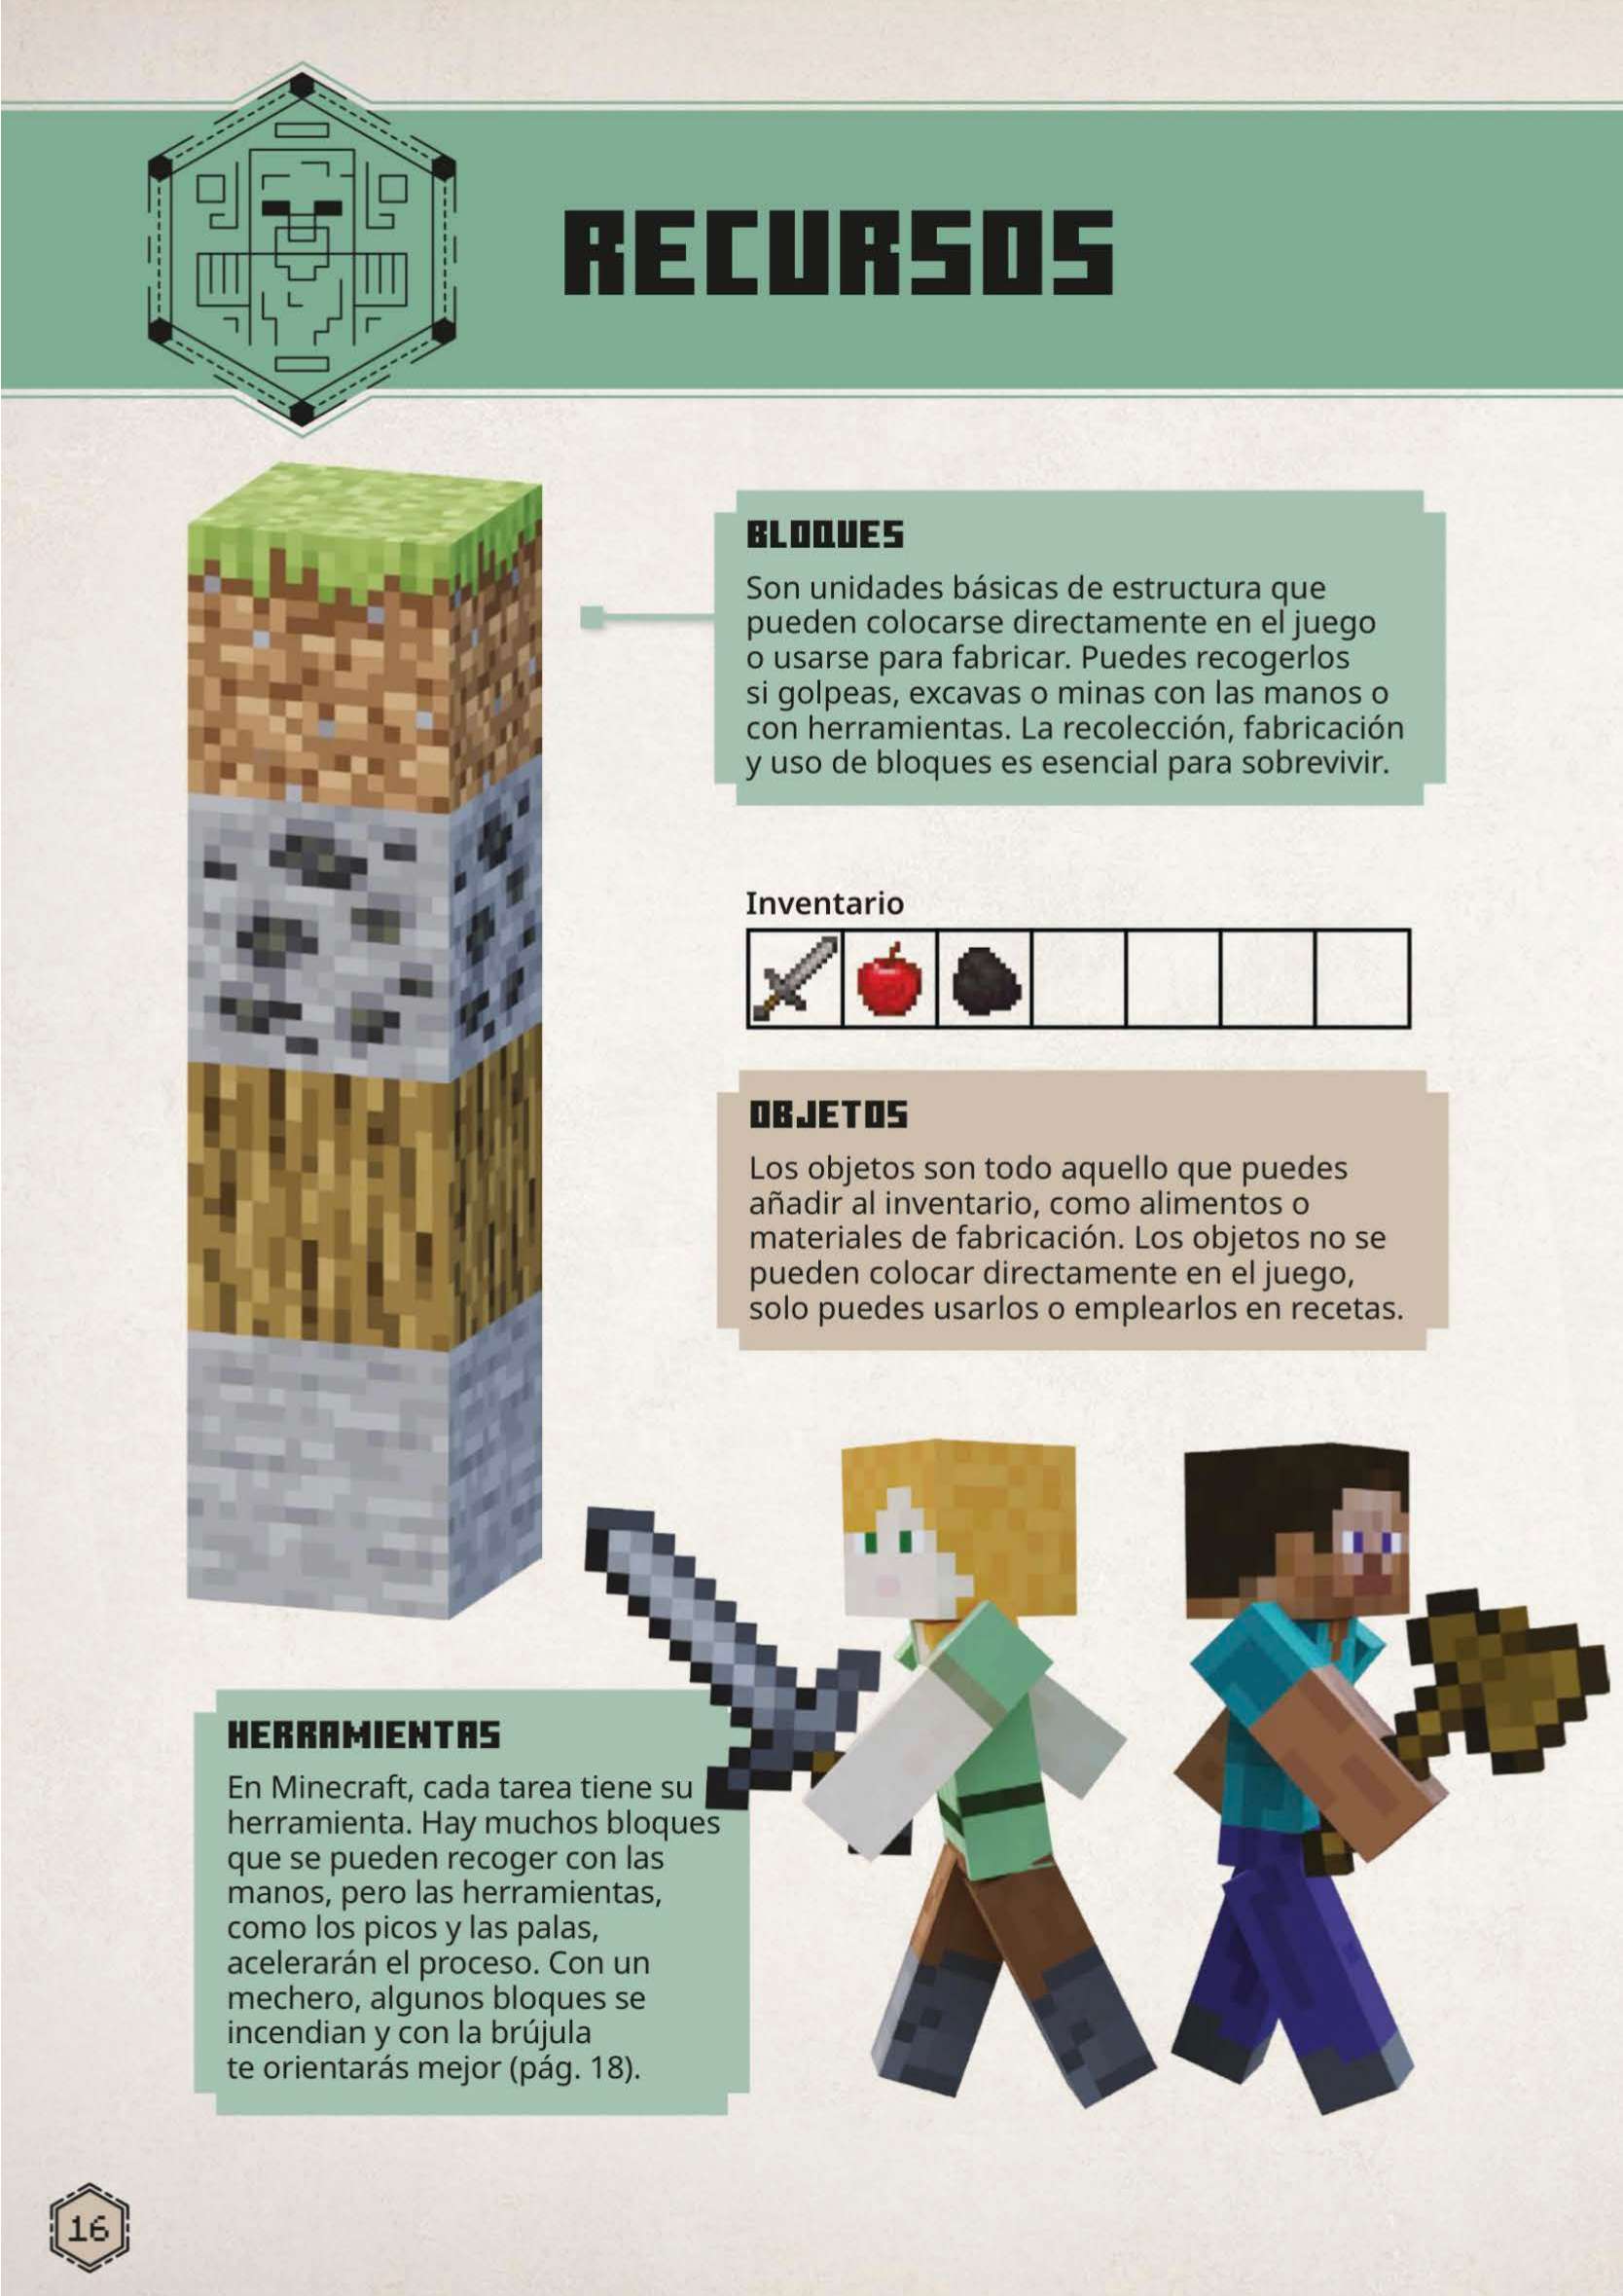 RECURSOS
BLOQUES
Son unidades básicas de estructura que
pueden colocarse directamente en el juego
o usarse para fabricar. Puedes recogerlos
si golpeas, excavas o minas con las manos o
con herramientas. La recolección, fabricación
y uso de bloques es esencial para sobrevivir.
Inventario
OBJETOS
Los objetos son todo aquello que puedes
añadir al inventario, como alimentos o
materiales de fabricación. Los objetos no se
pueden colocar directamente en el juego,
solo puedes usarlos o emplearlos en recetas.
HERRAMIENTAS
En Minecraft, cada tarea tiene su
herramienta. Hay muchos bloques
que se pueden recoger con las
manos, pero las herramientas,
como los picos y las palas,
acelerarán el proceso. Con un
mechero, algunos bloques se
incendian y con la brújula
te orientarás mejor (pág. 18).
16